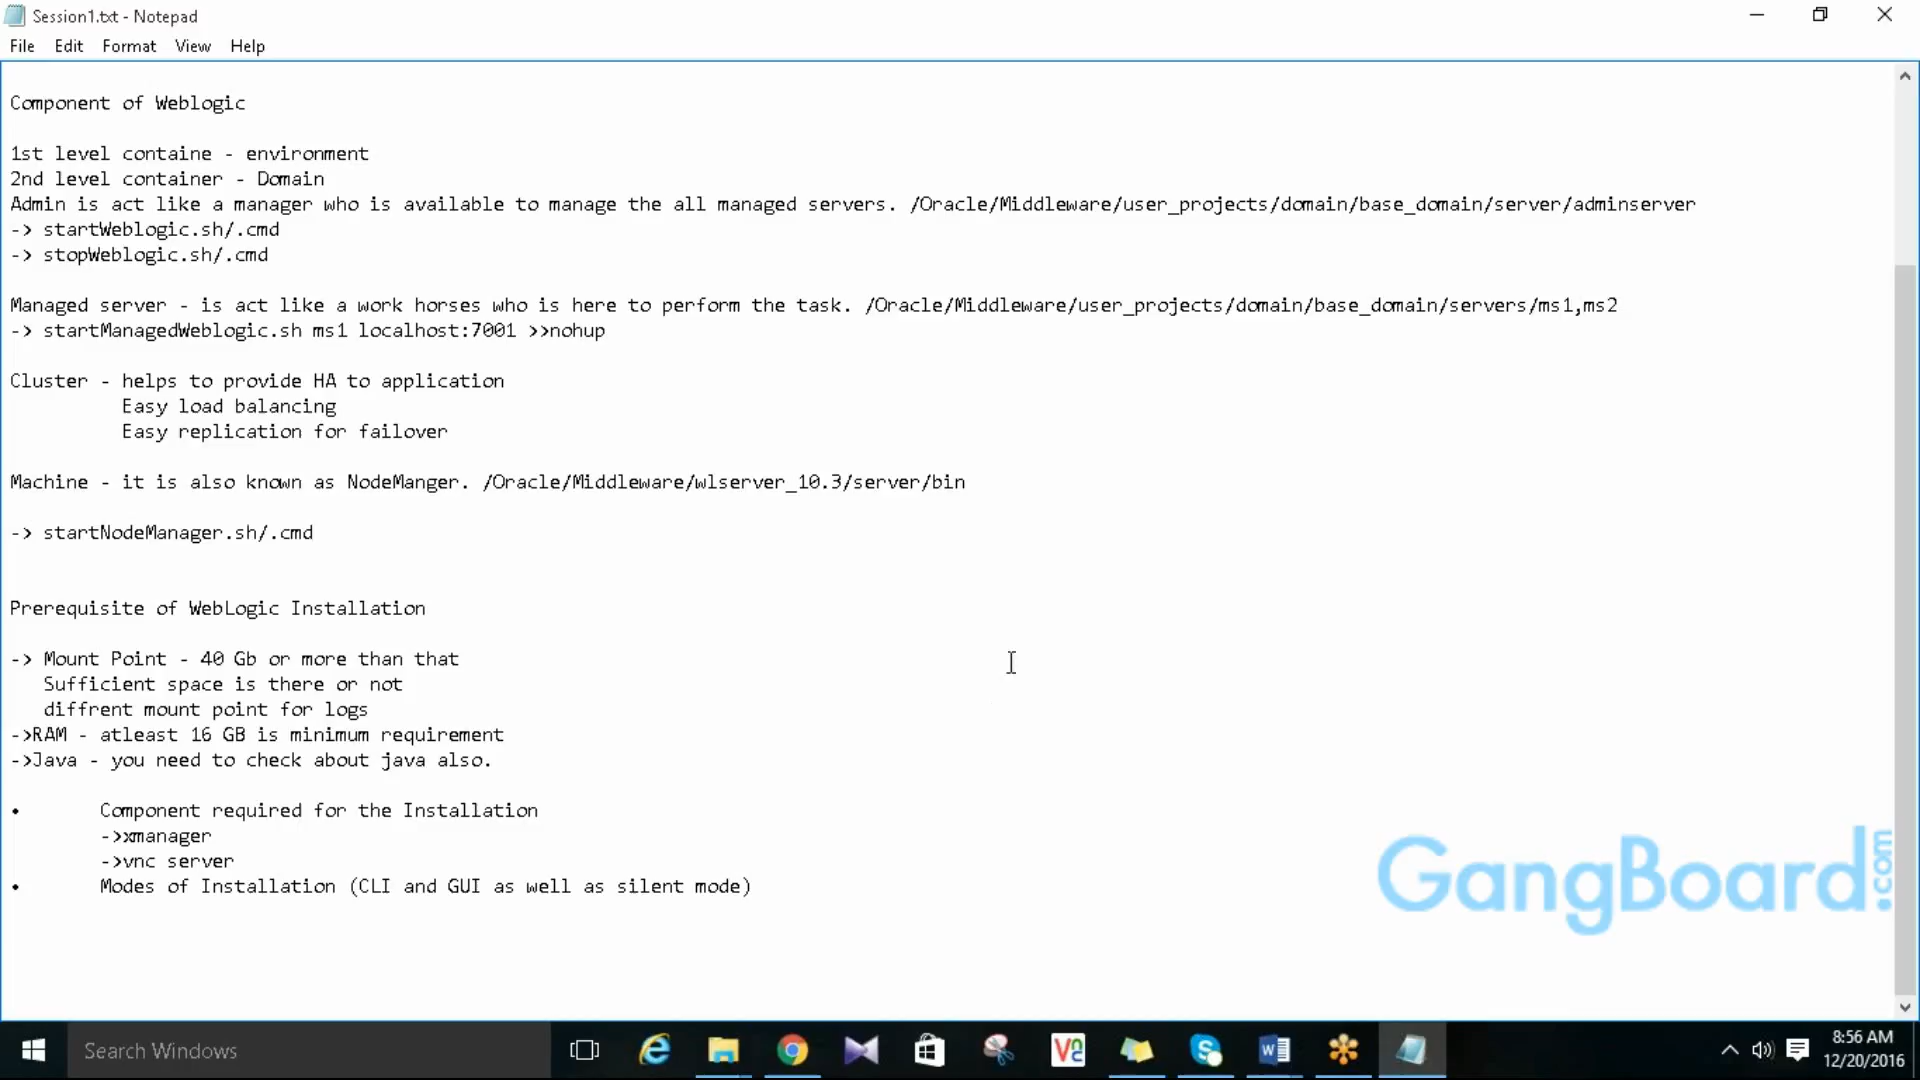 Session1.txt - Notepad
File Edit Format View Help
Component of Weblogic
1st level containe - environment
2nd level container - Domain
Admin is act like a manager who is available to manage the all managed servers. /Oracle/Middleware/user_projects/domain/base_domain/server/adminserver
-> startWeblogic.sh/.cmd
-> stopWeblogic.sh/.cmd
Managed server - is act like a work horses who is here to perform the task. /Oracle/Middleware/user_projects/domain/base_domain/servers/ms1,ms2
-> startManagedWeblogic.sh ms1 localhost:7001 >>nohup
Cluster - helps to provide HA to application
Easy load balancing
Easy replication for failover
Machine - it is also known as NodeManger. /Oracle/Middleware/wlserver_10.3/server/bin
-> startNodeManager.sh/.cmd
Prerequisite of WebLogic Installation
-> Mount Point - 40 Gb or more than that
Sufficient space is there or not
diffrent mount point for logs
->RAM - atleast 16 GB is minimum requirement
->Java - you need to check about java also.
• Component required for the Installation
->xmanager
->vnc server
• Modes of Installation (CLI and GUI as well as silent mode)
GangBoard.com
Search Windows
8:56 AM
12/20/2016